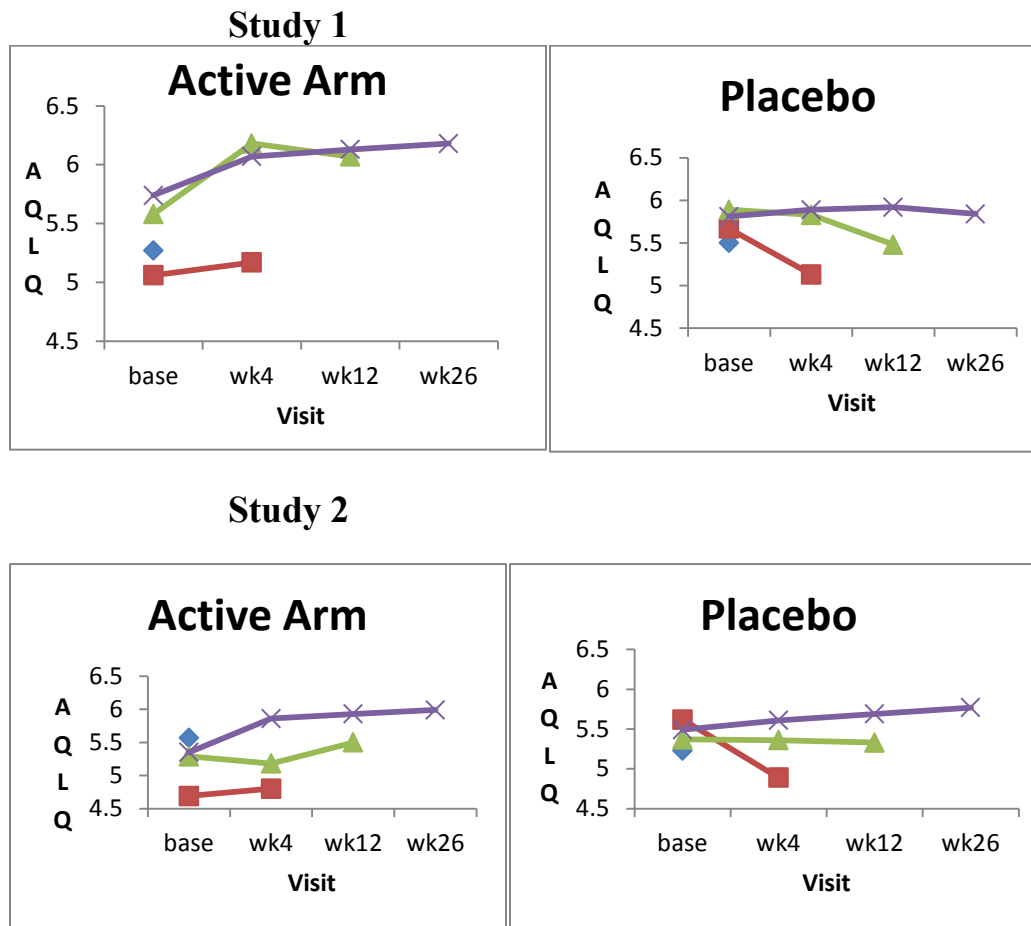 Study 1
Active Arm
6.5
6
5.5
5
4.5
A
Q
L
Q
base wk4 wk12 wk26
Visit
Placebo
6.5
6
5.5
5
4.5
A
Q
L
Q
base wk4 wk12 wk26
Visit
Study 2
Active Arm
6.5
6
5.5
5
4.5
A
Q
L
Q
base wk4 wk12 wk26
Visit
Placebo
6.5
6
5.5
5
4.5
A
Q
L
Q
base wk4 wk12 wk26
Visit